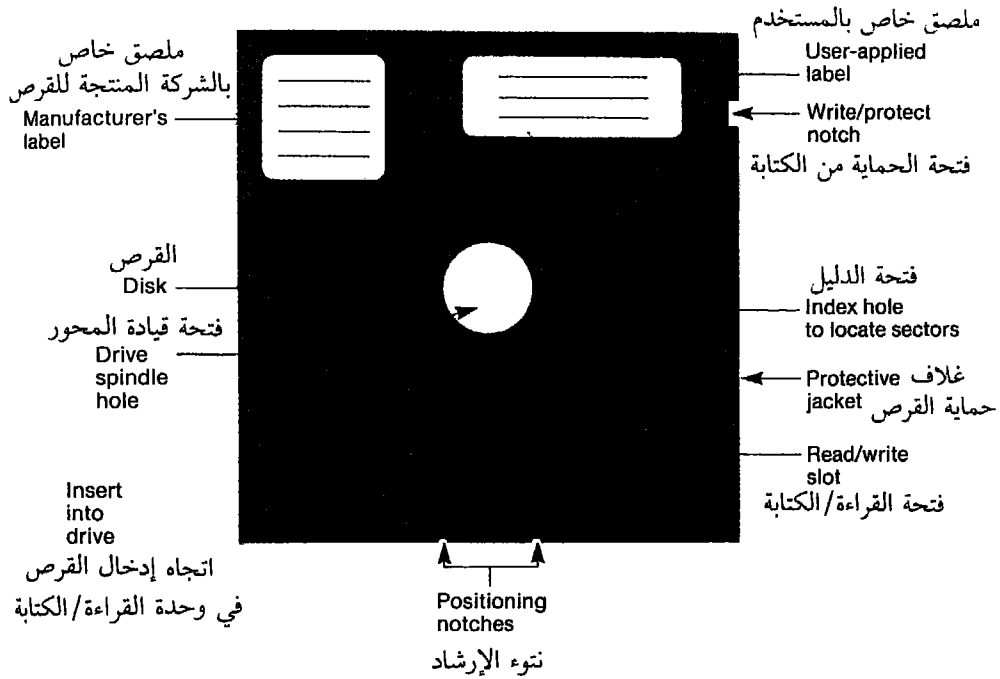 ملصق خاص
بالشركة المنتجة للقرص
Manufacturer's
label
ملصق خاص بالمستخدم
User-applied
label
Write/protect
notch
فتحة الحماية من الكتابة
القرص
Disk
فتحة قيادة المحور
Drive
spindle
hole
فتحة الدليل
Index hole
to locate sectors
Protective غلاف
jacket حماية القرص
Read/write
slot
فتحة القراءة/الكتابة
Insert
into
drive
اتجاه إدخال القرص
في وحدة القراءة/الكتابة
Positioning
notches
نتوء الإرشاد